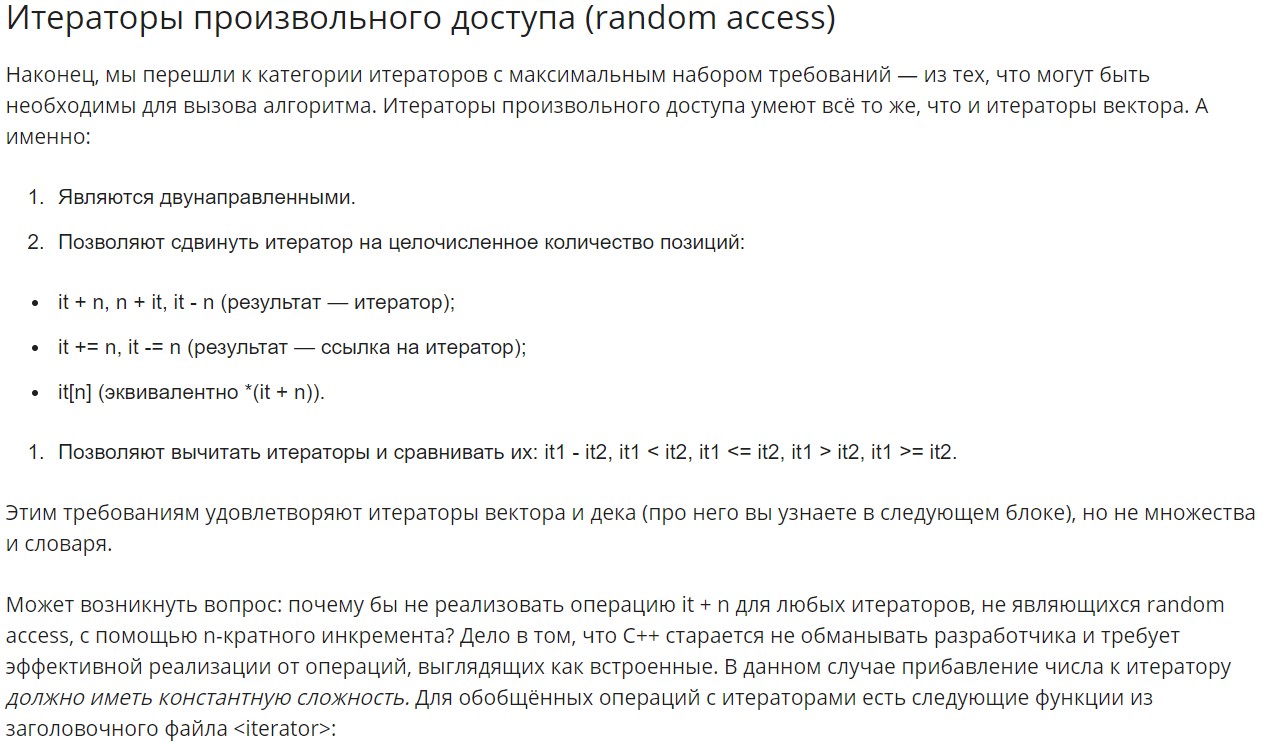 Итераторы произвольного доступа (random access)
Наконец, мы перешли к категории итераторов с максимальным набором требований — из тех, что могут быть
необходимы для вызова алгоритма. Итераторы произвольного доступа умеют всё то же, что и итераторы вектора. А
именно:
1. Являются двунаправленными.
2. Позволяют сдвинуть итератор на целочисленное количество позиций:
• it + n, n + it, it - n (результат — итератор);
• it += n, it -= n (результат — ссылка на итератор);
• it[n] (эквивалентно *(it + n)).
1. Позволяют вычитать итераторы и сравнивать их: it1 - it2, it1 < it2, it1 <= it2, it1 > it2, it1 >= it2.
Этим требованиям удовлетворяют итераторы вектора и дека (про него вы узнаете в следующем блоке), но не множества
и словаря.
Может возникнуть вопрос: почему бы не реализовать операцию it + n для любых итераторов, не являющихся random
access, с помощью n-кратного инкремента? Дело в том, что C++ старается не обманывать разработчика и требует
эффективной реализации от операций, выглядящих как встроенные. В данном случае прибавление числа к итератору
должно иметь константную сложность. Для обобщённых операций с итераторами есть следующие функции из
заголовочного файла <iterator>: